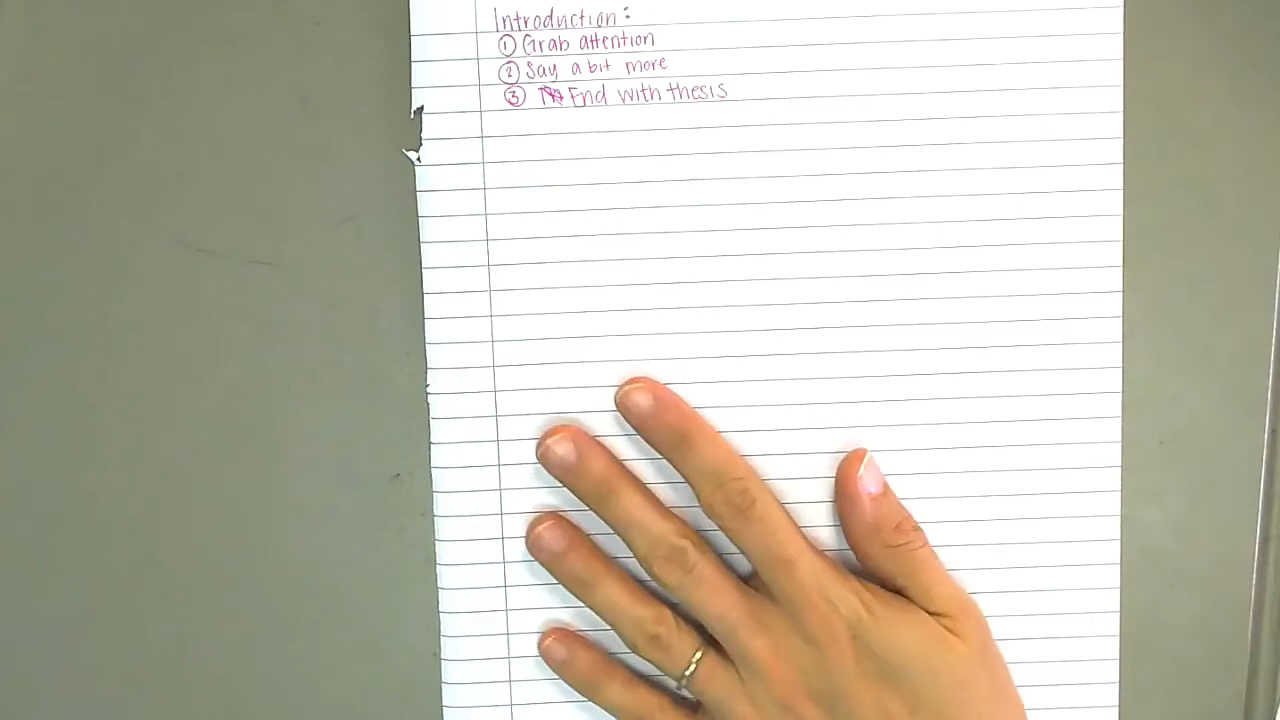 Introduction:
① Grab attention
② Say a bit more
③ End with thesis